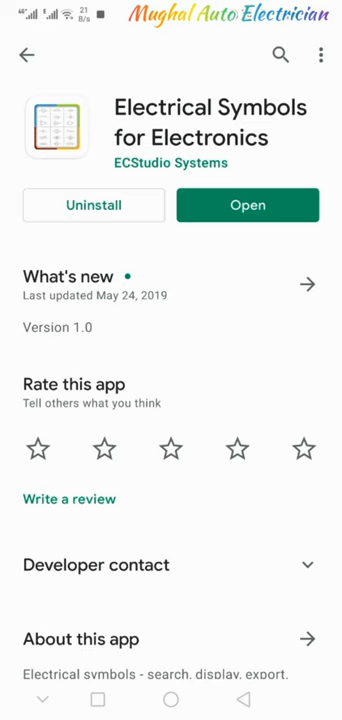 4G
21
B/s
Mughal Auto Electrician
Electrical Symbols
for Electronics
ECStudio Systems
Uninstall
Open
What's new
Last updated May 24, 2019
Version 1.0
Rate this app
Tell others what you think
Write a review
Developer contact
About this app
Electrical symbols - search, display, export,